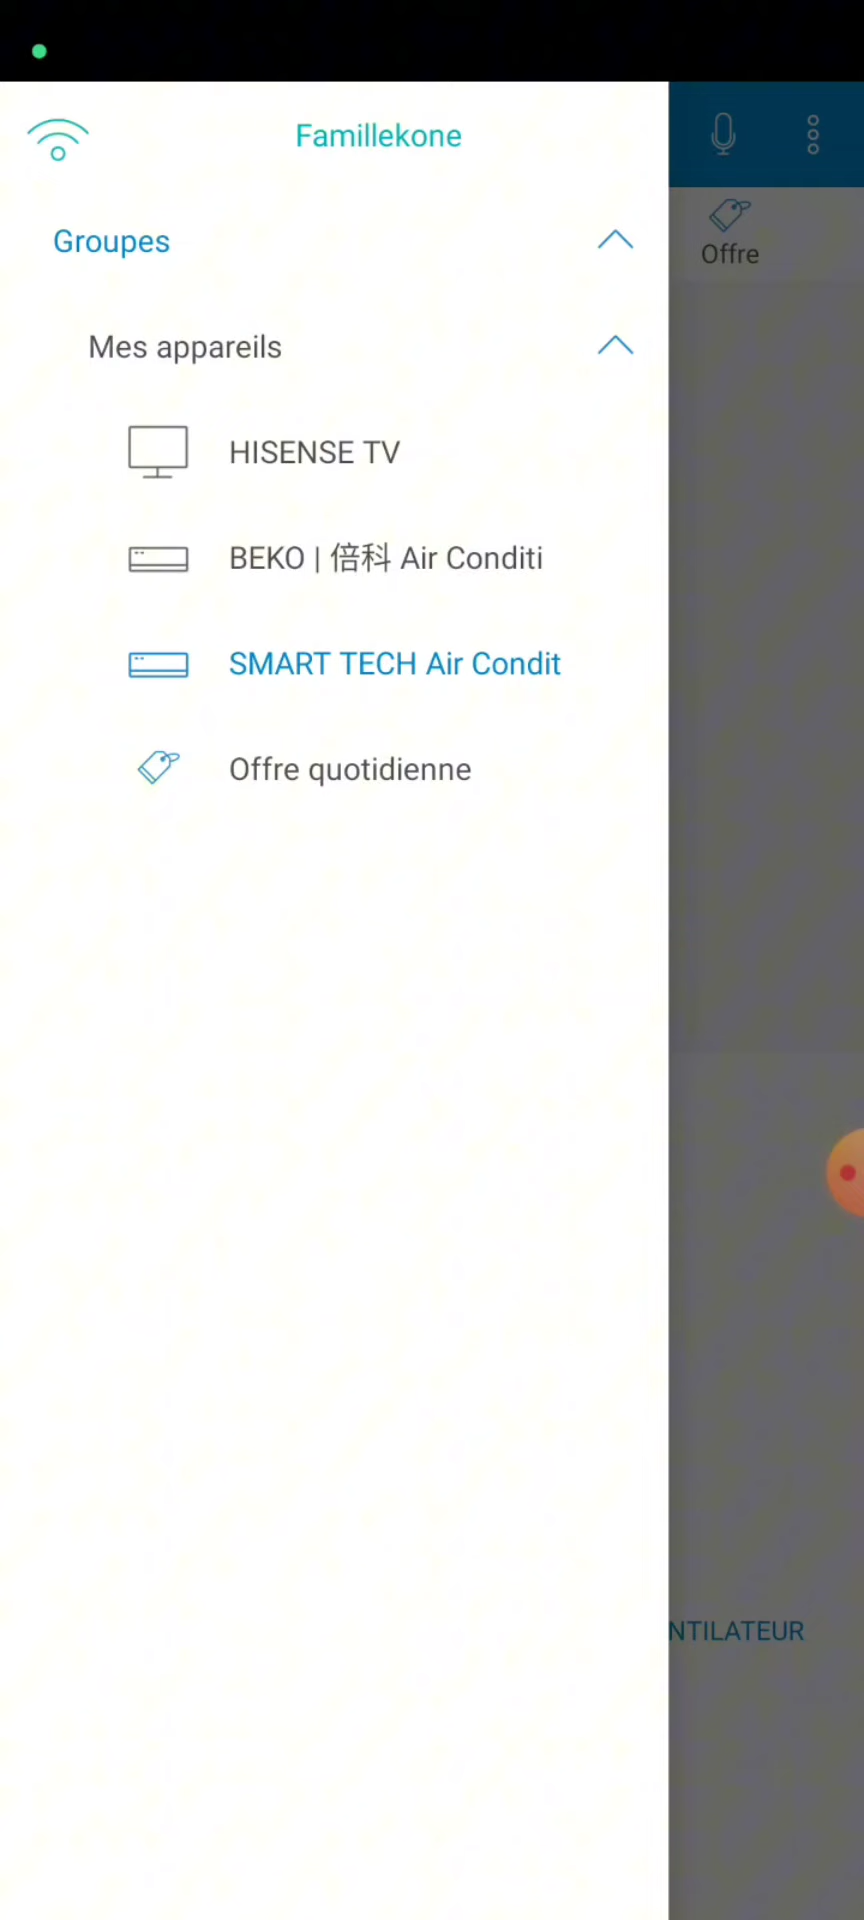 Famillekone
Groupes
Offre
Mes appareils
HISENSE TV
BEKO | 倍科 Air Conditi
SMART TECH Air Condit
Offre quotidienne
NTILATEUR